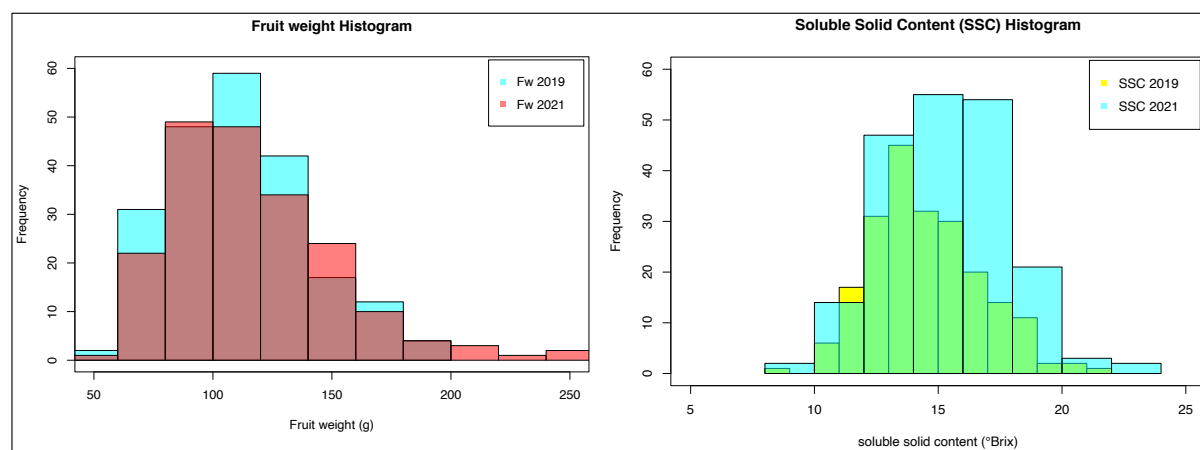 Fruit weight Histogram
Frequency
0 10 20 30 40 50 60
Fw 2019
Fw 2021
50 100 150 200 250
Fruit weight (g)
Soluble Solid Content (SSC) Histogram
Frequency
0 10 20 30 40 50 60
SSC 2019
SSC 2021
5 10 15 20 25
soluble solid content (°Brix)